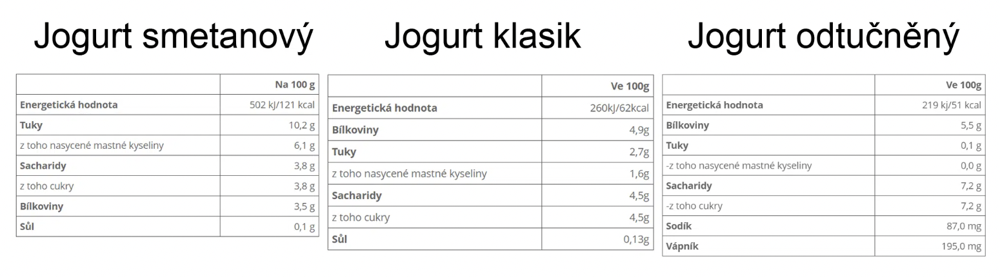 Jogurt smetanový
Na 100 g
Energetická hodnota 502 kJ/121 kcal
Tuky 10,2 g
z toho nasycené mastné kyseliny 6,1 g
Sacharidy 3,8 g
z toho cukry 3,8 g
Bílkoviny 3,5 g
Sůl 0,1 g
Jogurt klasik
Ve 100g
Energetická hodnota 260kJ/62kcal
Bílkoviny 4,9g
Tuky 2,7g
z toho nasycené mastné kyseliny 1,6g
Sacharidy 4,5g
z toho cukry 4,5g
Sůl 0,13g
Jogurt odtučněný
Ve 100g
Energetická hodnota 219 kj/51 kcal
Bílkoviny 5,5 g
Tuky 0,1 g
-z toho nasycené mastné kyseliny 0,0 g
Sacharidy 7,2 g
-z toho cukry 7,2 g
Sodík 87,0 mg
Vápník 195,0 mg